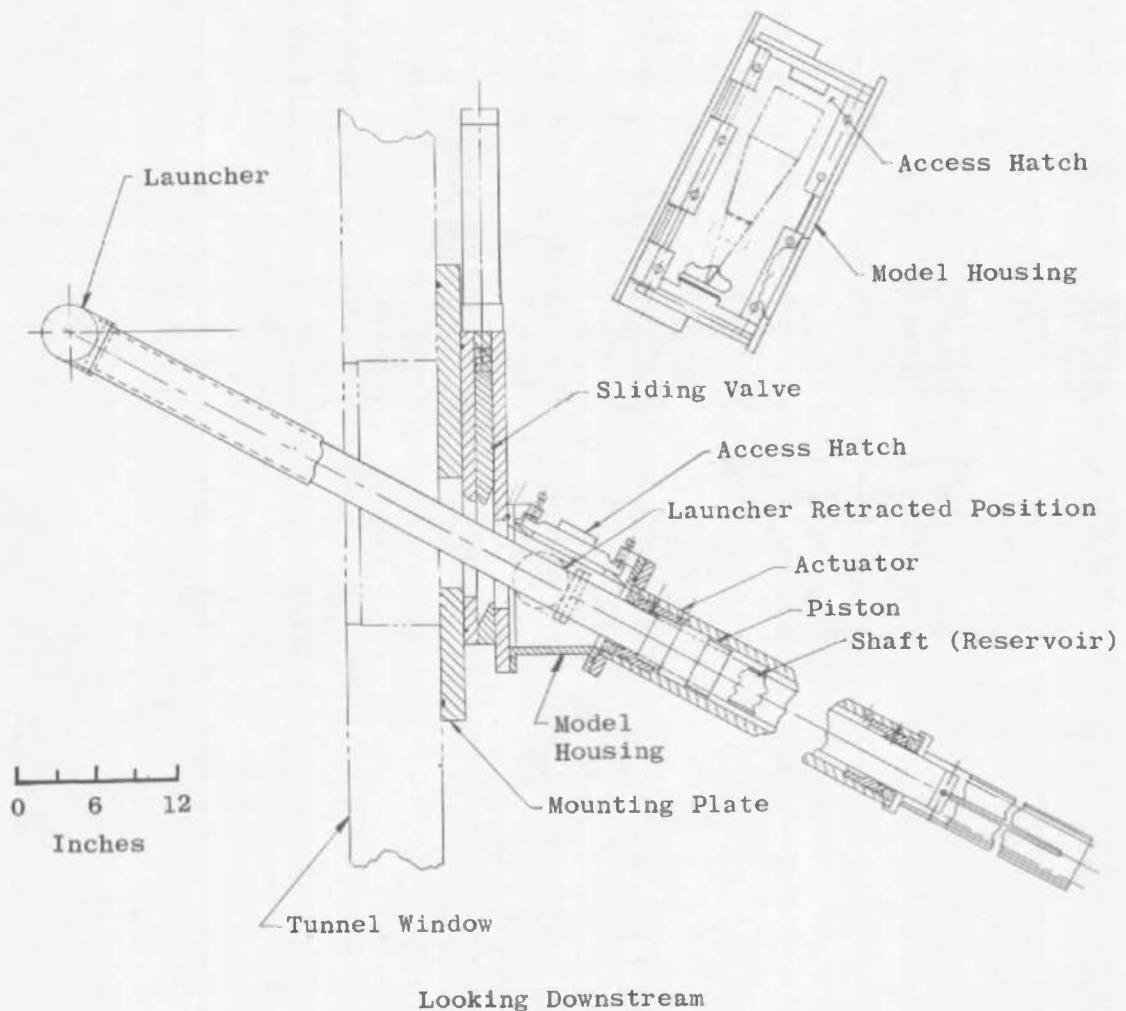 Launcher
Access Hatch
Model Housing
Sliding Valve
Access Hatch
Launcher Retracted Position
Actuator
Piston
Shaft (Reservoir)
Model
Housing
Mounting Plate
0 6 12
Inches
Tunnel Window
Looking Downstream